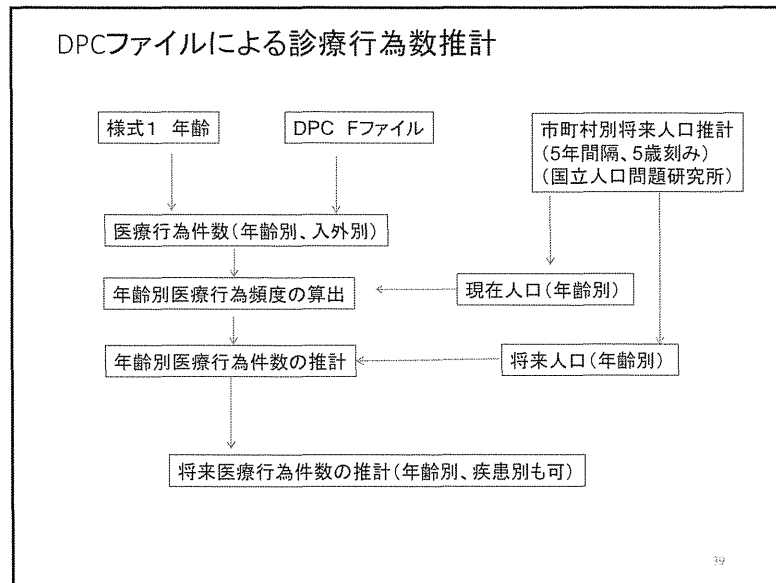 DPCファイルによる診療行為数推計
様式1 年齢
DPC Fファイル
市町村別将来人口推計
(5年間隔、5歳刻み)
(国立人口問題研究所)
医療行為件数(年齢別、入外別)
年齢別医療行為頻度の算出
現在人口(年齢別)
年齢別医療行為件数の推計
将来人口(年齢別)
将来医療行為件数の推計(年齢別、疾患別も可)
39